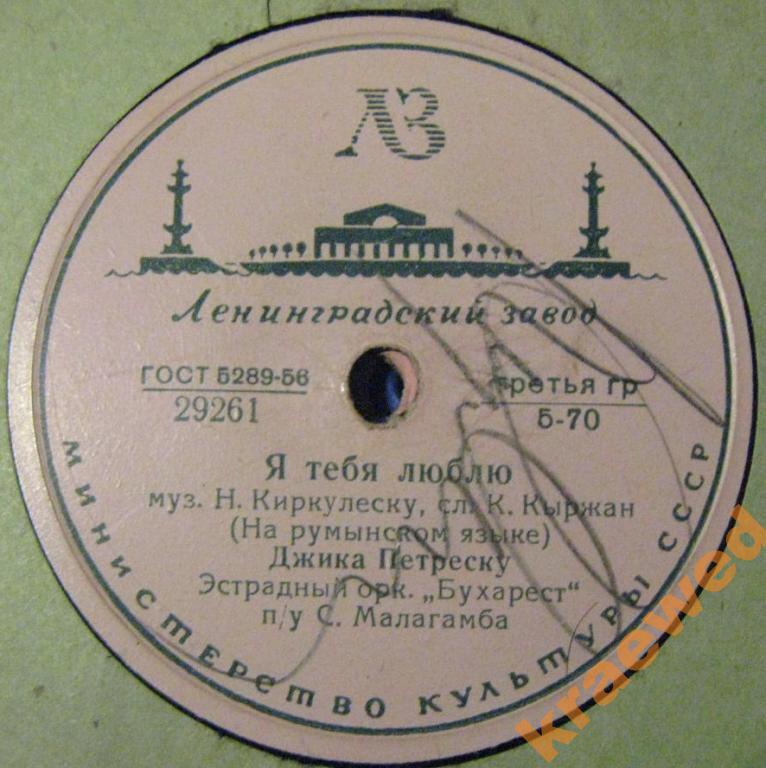 ЛЗ
Ленинградский завод
ГОСТ 5289-56
29261
третья гр
5-70
Я тебя люблю
муз. Н. Киркулеску, сл. К. Кыржан
(На румынском языке)
Джика Петреску
Эстрадный орк. „Бухарест"
п/у С. Малагамба
МИНИСТЕРСТВО КУЛЬТУРЫ СССР
kraewed